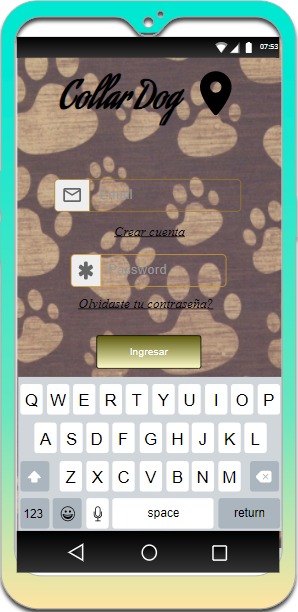 07:53
Collar Dog
Email
Crear cuenta
Password
Olvidaste tu contraseña?
Ingresar
Q W E R T Y U I O P
A S D F G H J K L
Z X C V B N M
123 space return